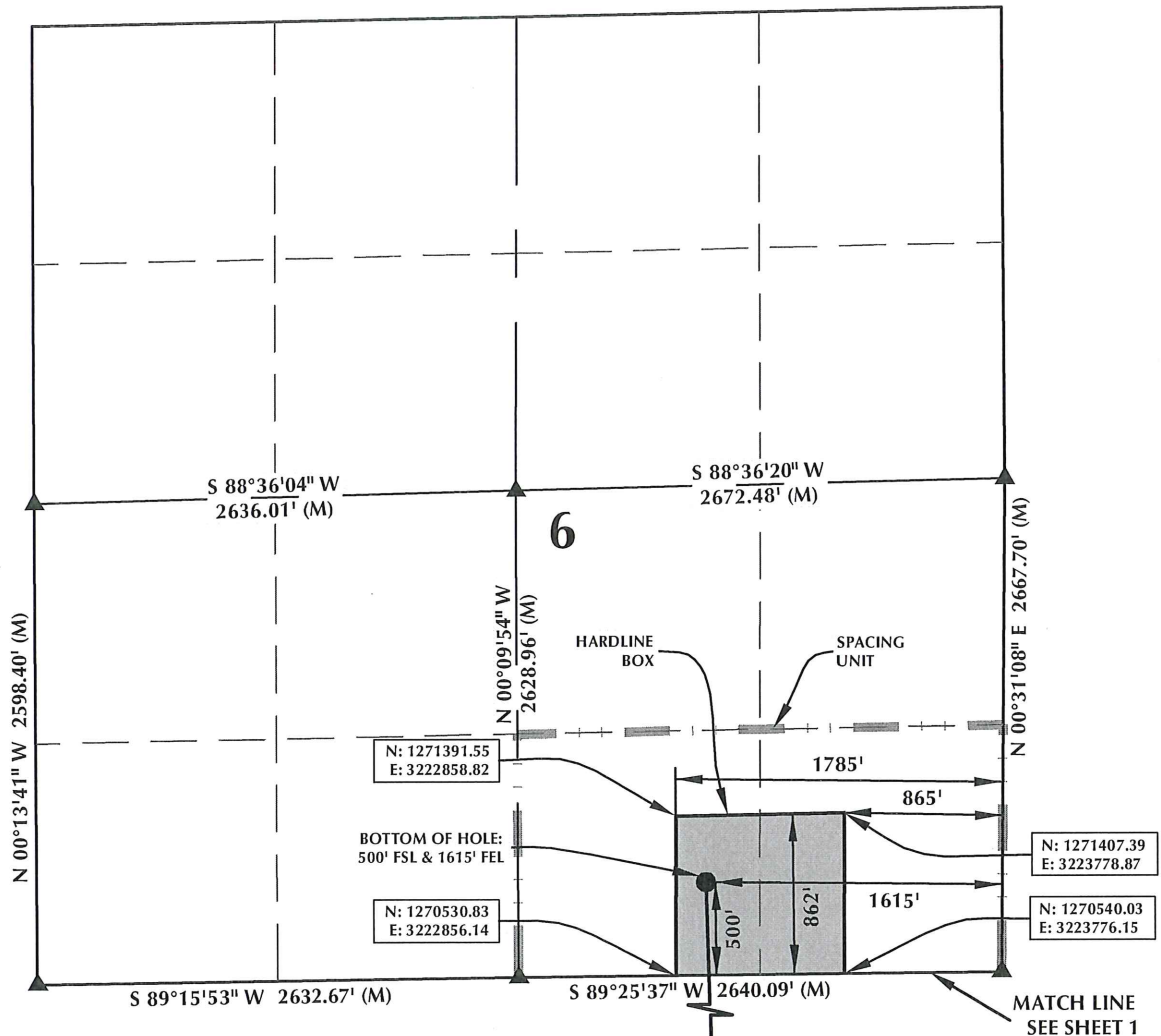 S 88°36'04" W
2636.01' (M)
S 88°36'20" W
2672.48' (M)
6
N 00°13'41" W 2598.40' (M)
N 00°09'54" W
2628.96' (M)
N 00°31'08" E 2667.70' (M)
HARDLINE
BOX
SPACING
UNIT
N: 1271391.55
E: 3222858.82
1785'
865'
BOTTOM OF HOLE:
500' FSL & 1615' FEL
N: 1271407.39
E: 3223778.87
1615'
862'
500'
N: 1270530.83
E: 3222856.14
N: 1270540.03
E: 3223776.15
S 89°15'53" W 2632.67' (M)
S 89°25'37" W 2640.09' (M)
MATCH LINE
SEE SHEET 1